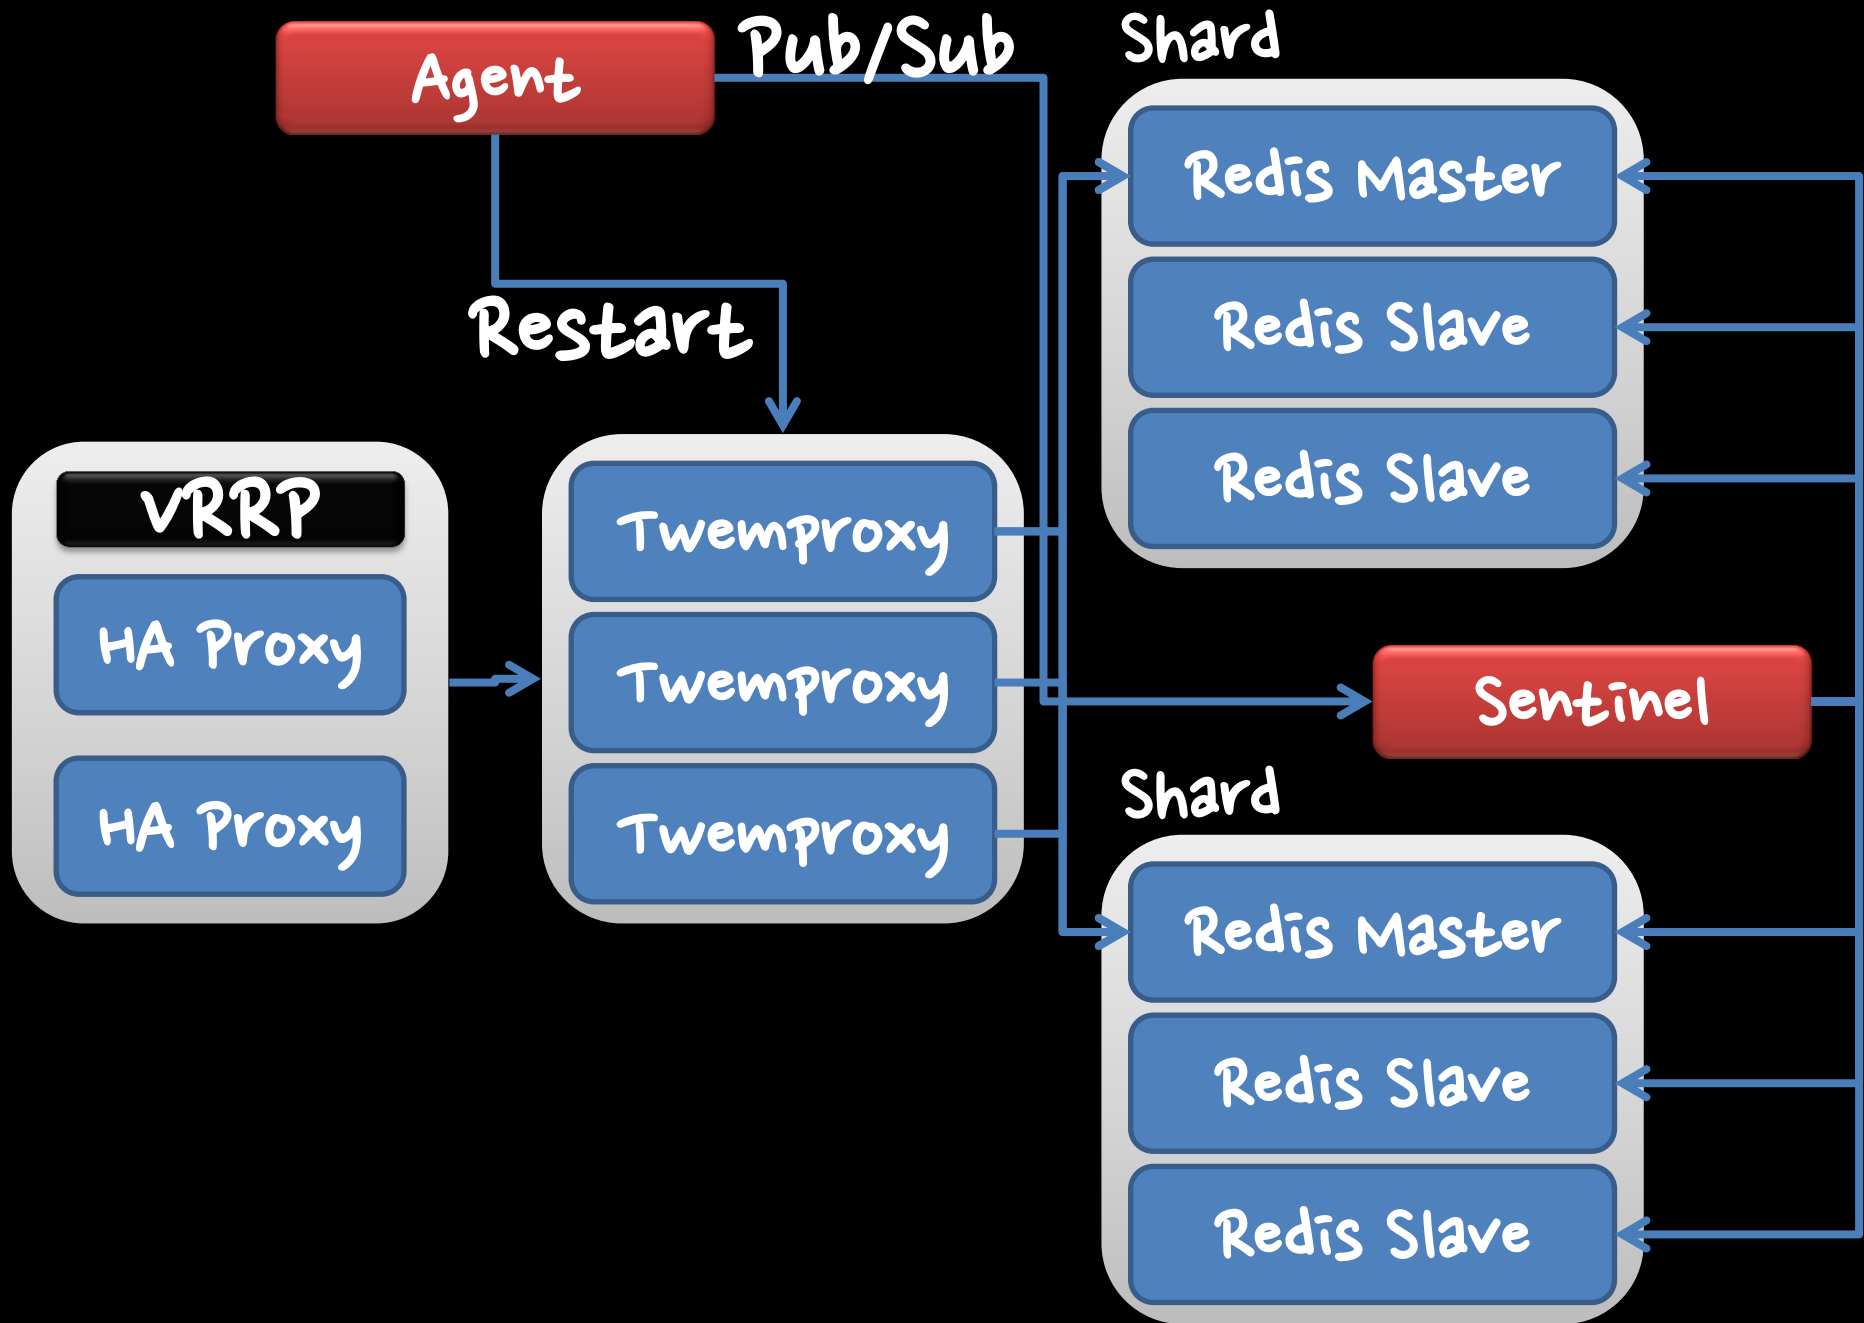 Agent
Pub/Sub
Restart
VRRP
HA Proxy
HA Proxy
Twemproxy
Twemproxy
Twemproxy
Shard
Redis Master
Redis Slave
Redis Slave
Sentinel
Shard
Redis Master
Redis Slave
Redis Slave